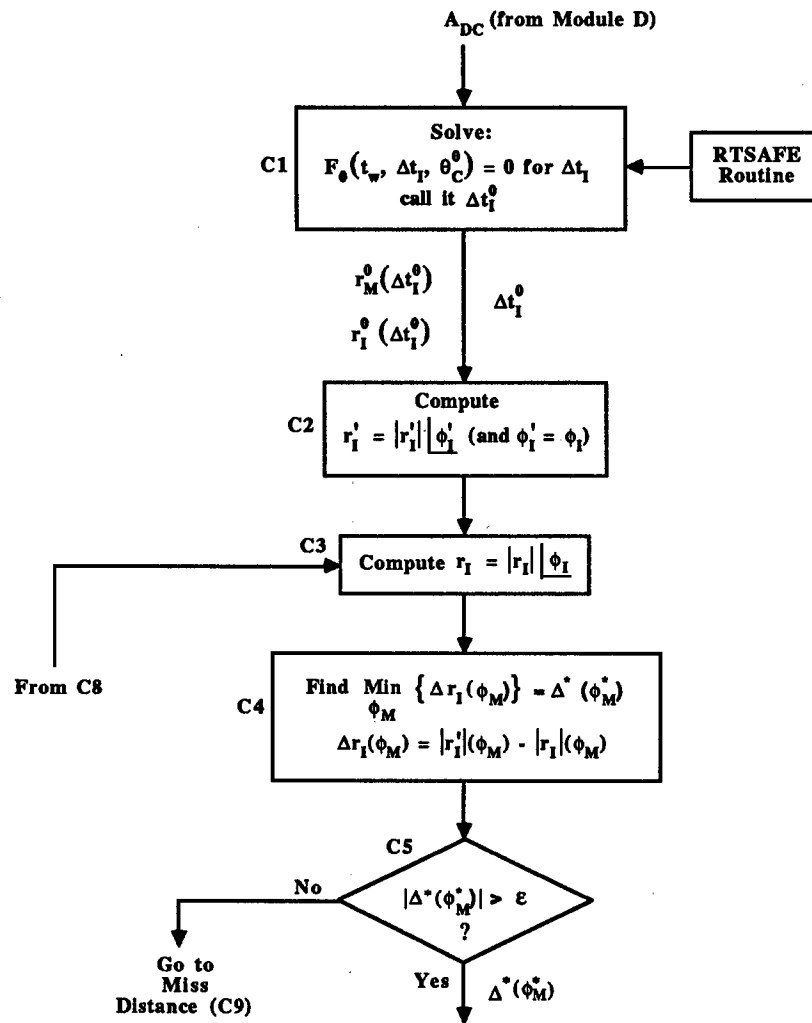 A_DC (from Module D)
C1
Solve:
F_ϕ(t_w, Δt_I, θ_C^0) = 0 for Δt_I
call it Δt_I^0
RTSAFE
Routine
r_M^0 (Δt_I^0)
Δt_I^0
r_I^0 (Δt_I^0)
C2
Compute
r_I' = |r_I'| ⌊ϕ_I' (and ϕ_I' = ϕ_I)
C3
Compute r_I = |r_I| ⌊ϕ_I
From C8
C4
Find Min {Δr_I(ϕ_M)} = Δ*(ϕ_M*)
ϕ_M
Δr_I(ϕ_M) = |r_I'|(ϕ_M) - |r_I|(ϕ_M)
C5
No
|Δ*(ϕ_M*)| > ε
?
Go to
Miss
Distance (C9)
Yes
Δ*(ϕ_M*)